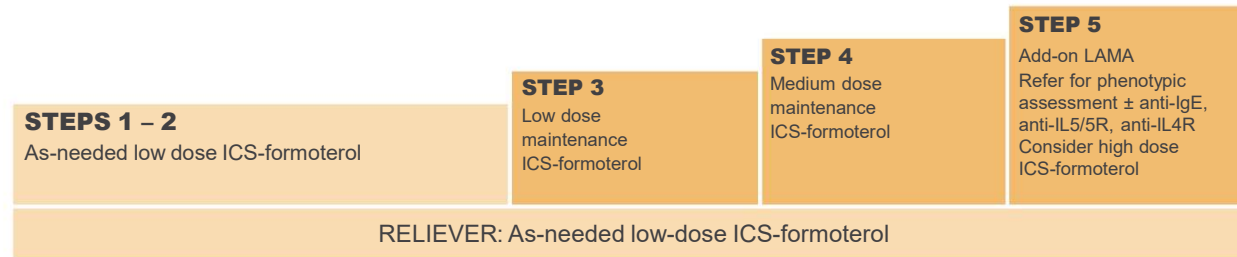 STEPS 1 – 2
As-needed low dose ICS-formoterol
STEP 3
Low dose
maintenance
ICS-formoterol
STEP 4
Medium dose
maintenance
ICS-formoterol
STEP 5
Add-on LAMA
Refer for phenotypic
assessment ± anti-IgE,
anti-IL5/5R, anti-IL4R
Consider high dose
ICS-formoterol
RELIEVER: As-needed low-dose ICS-formoterol